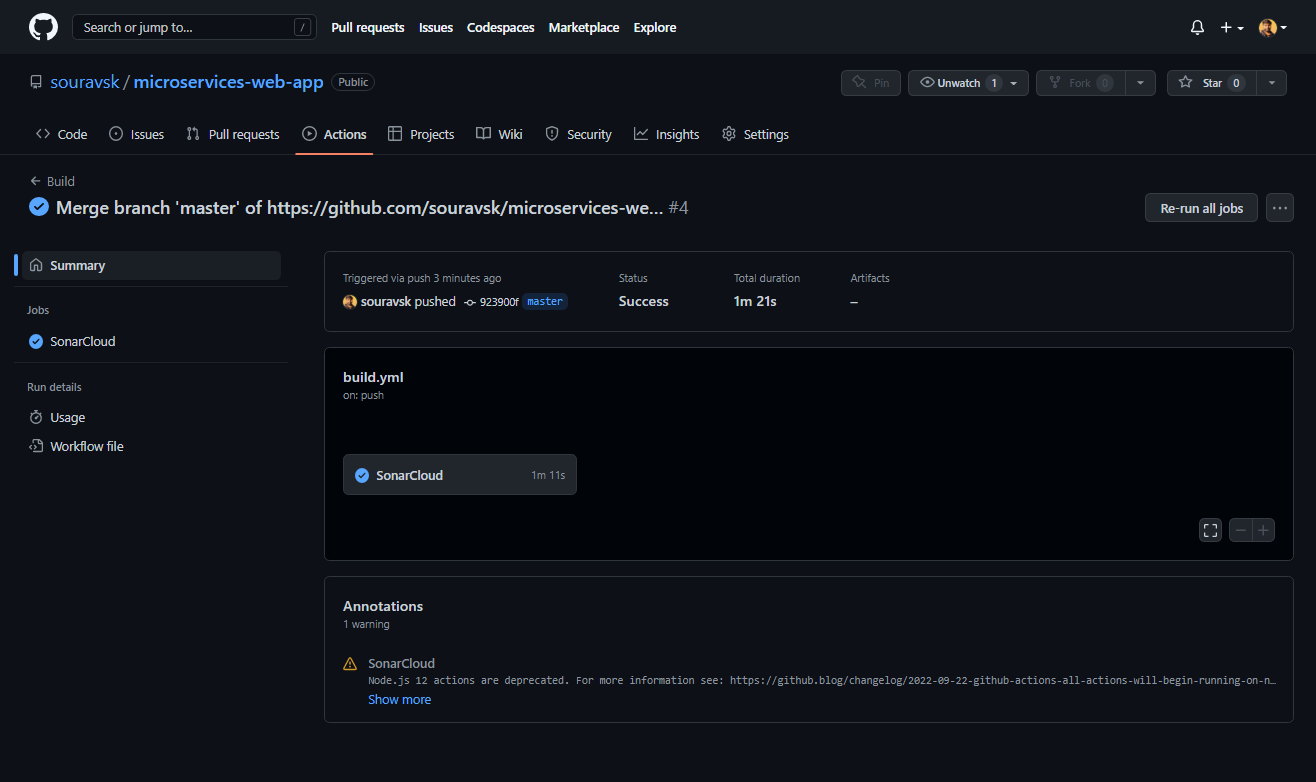 Search or jump to... /
Pull requests Issues Codespaces Marketplace Explore
souravsk / microservices-web-app Public
Pin Unwatch 1 Fork 0 Star 0
Code Issues Pull requests Actions Projects Wiki Security Insights Settings
Build
Merge branch 'master' of https://github.com/souravsk/microservices-we... #4
Re-run all jobs
Summary
Jobs
SonarCloud
Run details
Usage
Workflow file
Triggered via push 3 minutes ago
souravsk pushed 923900f master
Status
Success
Total duration
1m 21s
Artifacts
–
build.yml
on: push
SonarCloud 1m 11s
Annotations
1 warning
SonarCloud
Node.js 12 actions are deprecated. For more information see: https://github.blog/changelog/2022-09-22-github-actions-all-actions-will-begin-running-on-n…
Show more